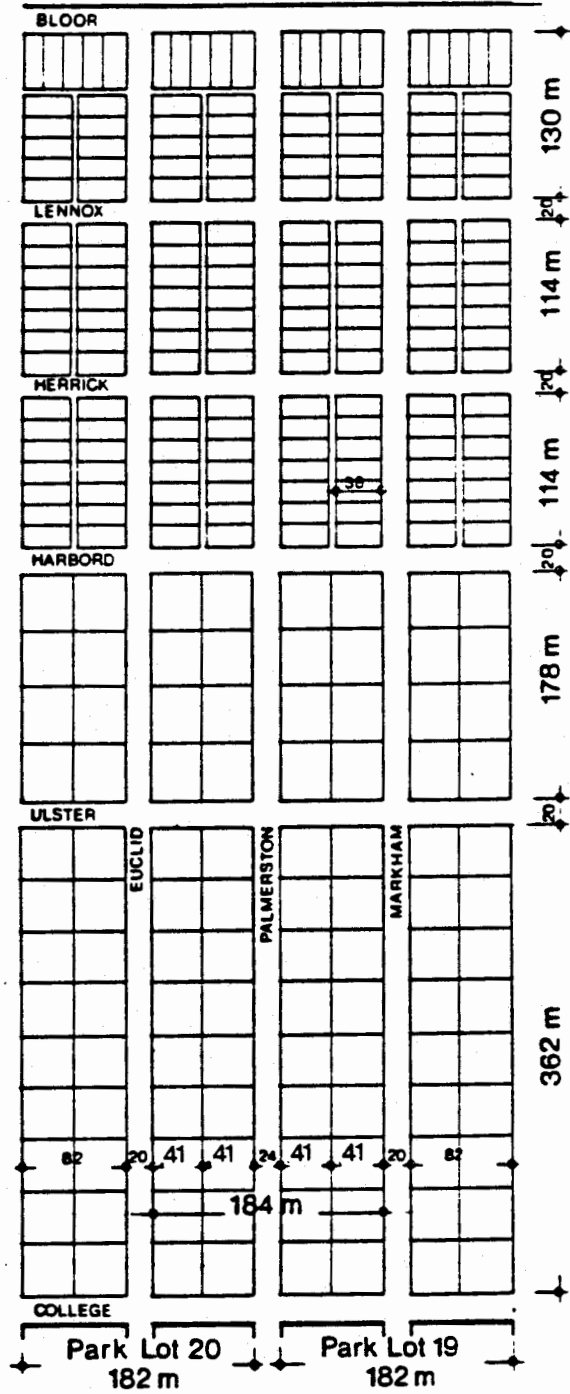 BLOOR
130 m
LENNOX
20
114 m
HERRICK
20
38
114 m
HARBORD
20
178 m
ULSTER
20
EUCLID
PALMERSTON
MARKHAM
362 m
82 20 41 41 24 41 41 20 82
184 m
COLLEGE
Park Lot 20 Park Lot 19
182 m 182 m